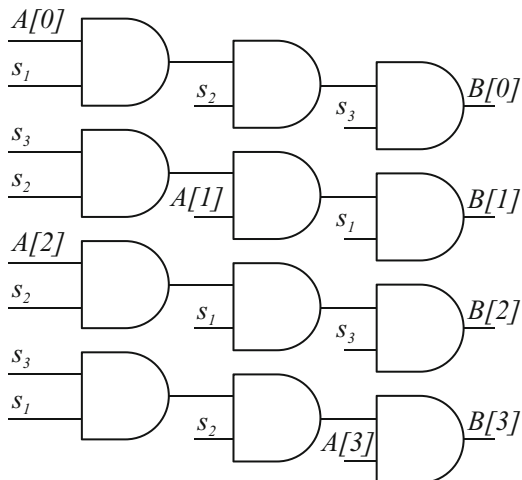 A[0]
s₁
s₂
s₃
B[0]
s₃
s₂
A[1]
s₁
B[1]
A[2]
s₂
s₁
s₃
B[2]
s₃
s₁
s₂
A[3]
B[3]